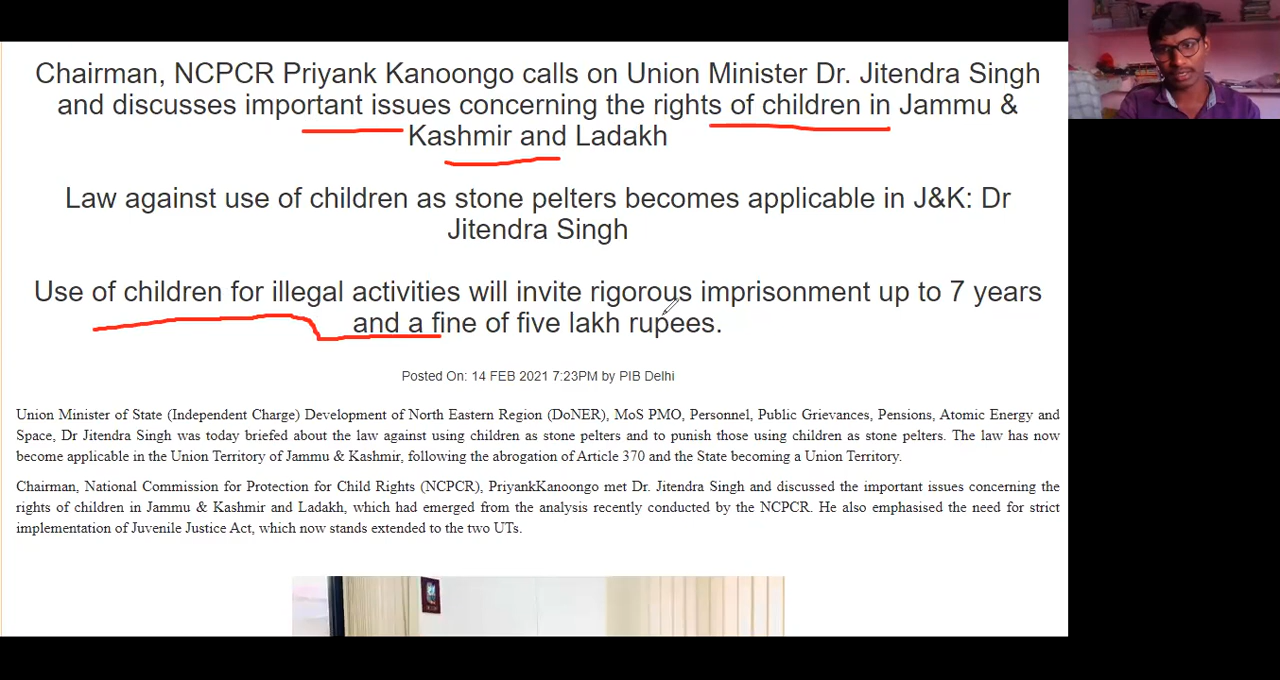 Chairman, NCPCR Priyank Kanoongo calls on Union Minister Dr. Jitendra Singh
and discusses important issues concerning the rights of children in Jammu &
Kashmir and Ladakh
Law against use of children as stone pelters becomes applicable in J&K: Dr
Jitendra Singh
Use of children for illegal activities will invite rigorous imprisonment up to 7 years
and a fine of five lakh rupees.
Posted On: 14 FEB 2021 7:23PM by PIB Delhi
Union Minister of State (Independent Charge) Development of North Eastern Region (DoNER), MoS PMO, Personnel, Public Grievances, Pensions, Atomic Energy and
Space, Dr Jitendra Singh was today briefed about the law against using children as stone pelters and to punish those using children as stone pelters. The law has now
become applicable in the Union Territory of Jammu & Kashmir, following the abrogation of Article 370 and the State becoming a Union Territory.
Chairman, National Commission for Protection for Child Rights (NCPCR), PriyankKanoongo met Dr. Jitendra Singh and discussed the important issues concerning the
rights of children in Jammu & Kashmir and Ladakh, which had emerged from the analysis recently conducted by the NCPCR. He also emphasised the need for strict
implementation of Juvenile Justice Act, which now stands extended to the two UTs.